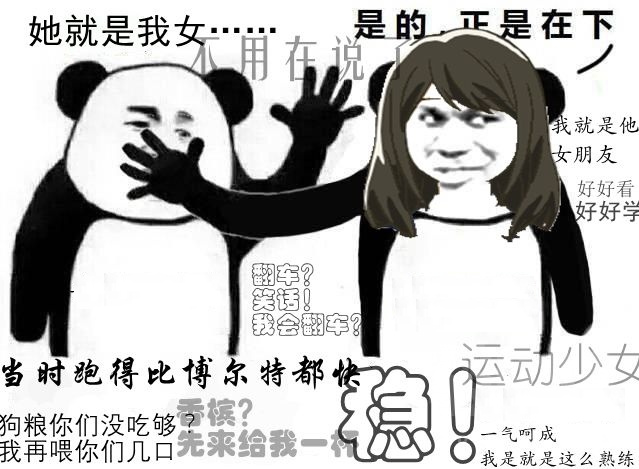 她就是我女……
是的,正是在下
不用在说了
我就是他
女朋友
好好看
好好学
翻车?
笑话!
我会翻车?
当时跑得比博尔特都快
运动少女
稳!
香槟?
先来给我一杯
狗粮你们没吃够?
我再喂你们几口
一气呵成
我是就是这么熟练